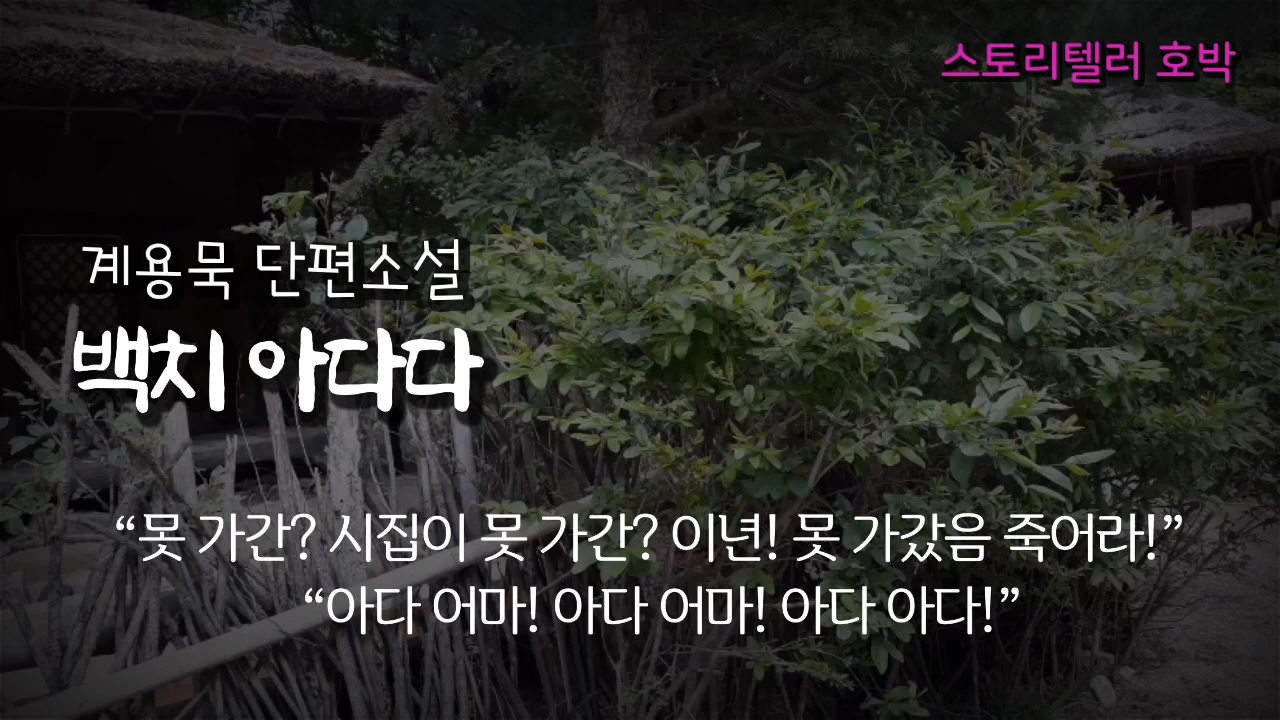 스토리텔러 호박
계용묵 단편소설
백치 아다다
“못 가간? 시집이 못 가간? 이년! 못 가갔음 죽어라!”
“아다 어마! 아다 어마! 아다 아다!”